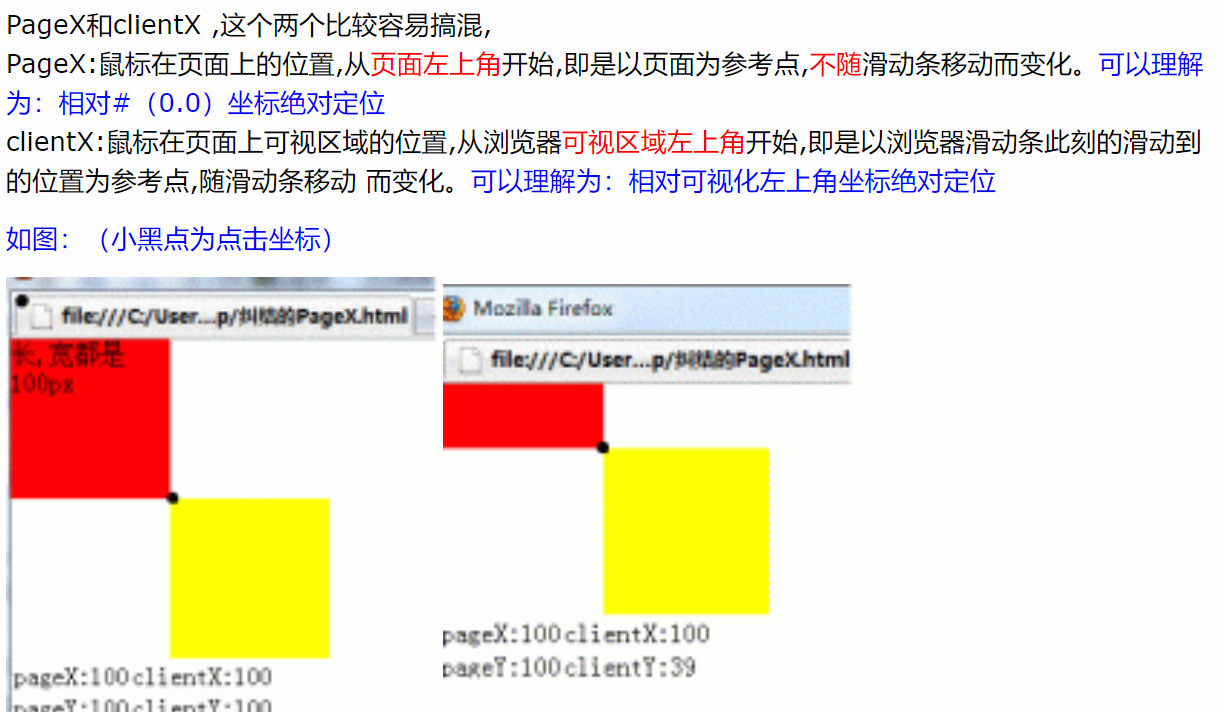 PageX和clientX ,这个两个比较容易搞混,
PageX:鼠标在页面上的位置,从页面左上角开始,即是以页面为参考点,不随滑动条移动而变化。可以理解
为：相对#（0.0）坐标绝对定位
clientX:鼠标在页面上可视区域的位置,从浏览器可视区域左上角开始,即是以浏览器滑动条此刻的滑动到
的位置为参考点,随滑动条移动 而变化。可以理解为：相对可视化左上角坐标绝对定位
如图：（小黑点为点击坐标）
file:///C:/User...p/纠结的PageX.html
长,宽都是
100px
pageX:100clientX:100
pageY:100clientY:100
Mozilla Firefox
file:///C:/User...p/纠结的PageX.html
pageX:100clientX:100
pageY:100clientY:39